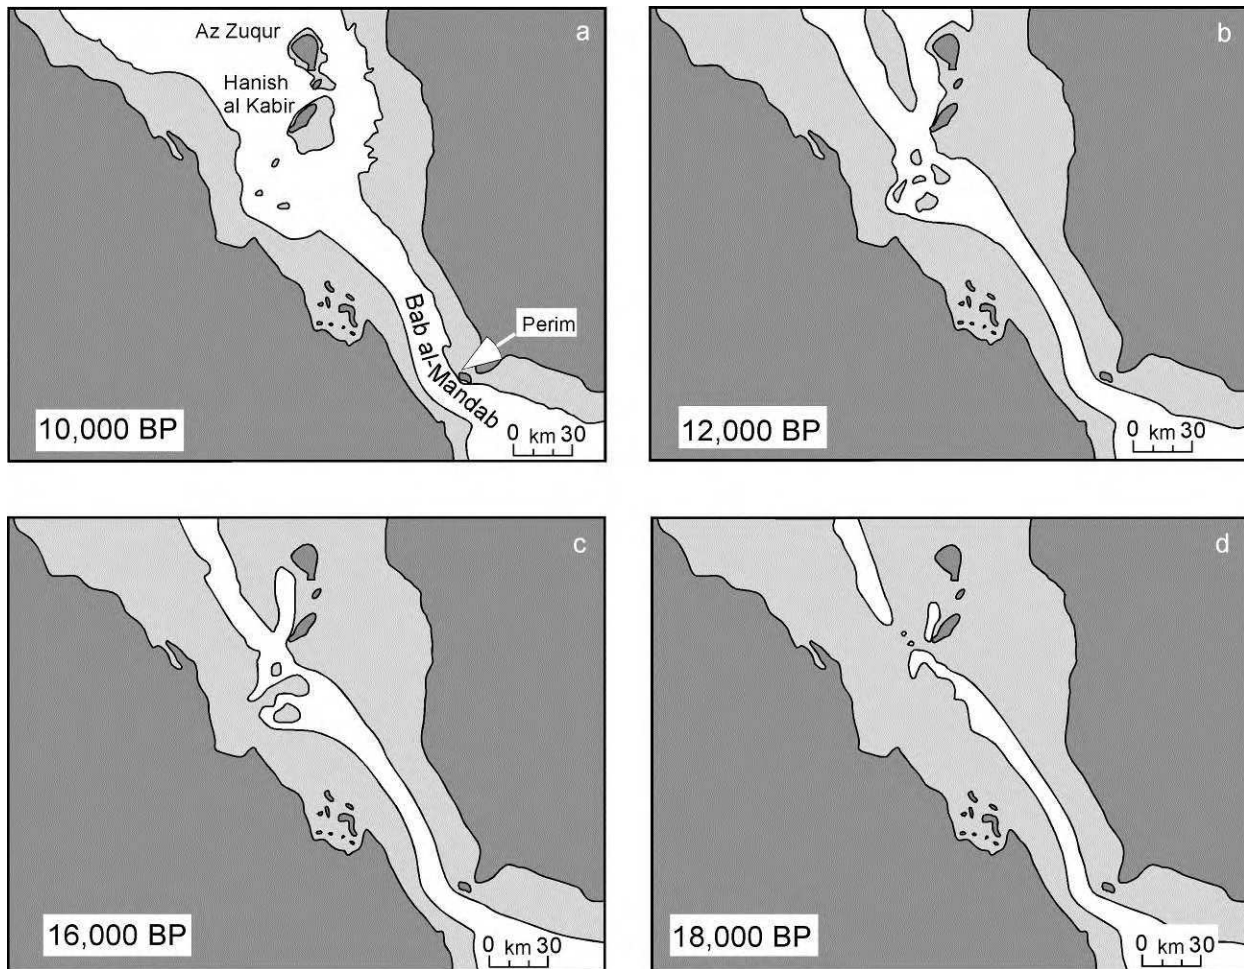 a
Az Zuqur
Hanish
al Kabir
Perim
Bab al-Mandab
10,000 BP
0 km 30
b
12,000 BP
0 km 30
c
16,000 BP
0 km 30
d
18,000 BP
0 km 30